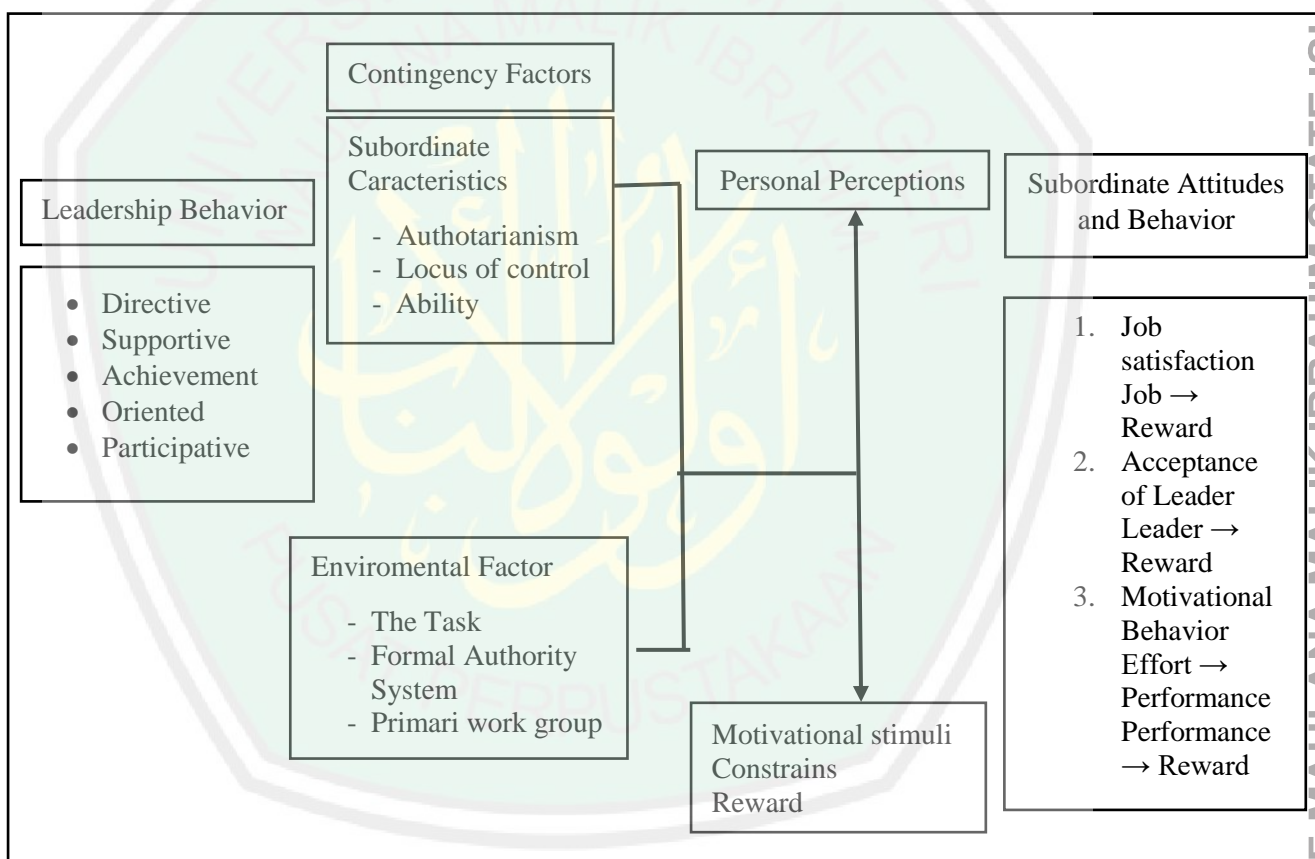 Contingency Factors
Subordinate
Caracteristics
- Authotarianism
- Locus of control
- Ability
Leadership Behavior
• Directive
• Supportive
• Achievement
• Oriented
• Participative
Enviromental Factor
- The Task
- Formal Authority
System
- Primari work group
Personal Perceptions
Motivational stimuli
Constrains
Reward
Subordinate Attitudes
and Behavior
1. Job
satisfaction
Job →
Reward
2. Acceptance
of Leader
Leader →
Reward
3. Motivational
Behavior
Effort →
Performance
Performance
→ Reward
PUSAT PERPUSTAKAAN